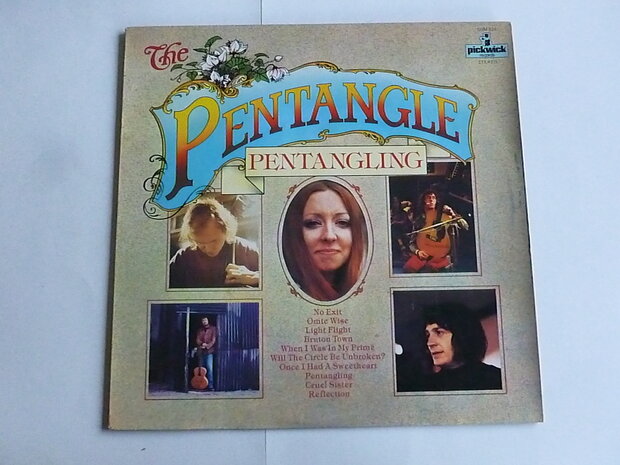 The
PENTANGLE
PENTANGLING
pickwick
STEREO
No Exit
Omie Wise
Light Flight
Bruton Town
When I Was In My Prime
Will The Circle Be Unbroken?
Once I Had A Sweetheart
Pentangling
Cruel Sister
Reflection